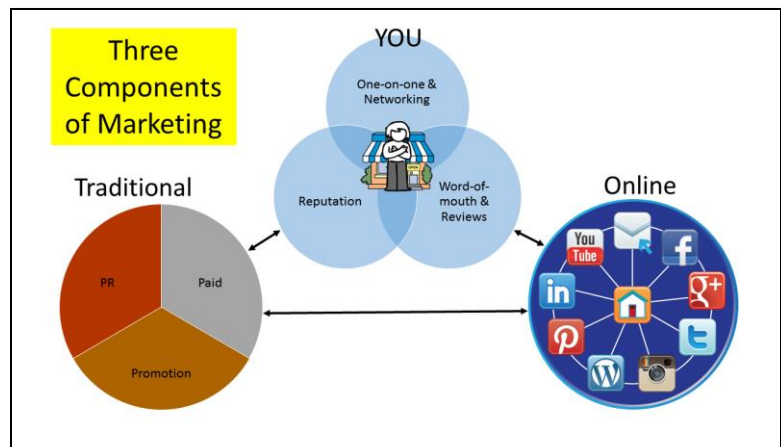 Three
Components
of Marketing
YOU
One-on-one &
Networking
Reputation
Word-of-
mouth &
Reviews
Traditional
PR
Paid
Promotion
Online
You
Tube
f
in
g+